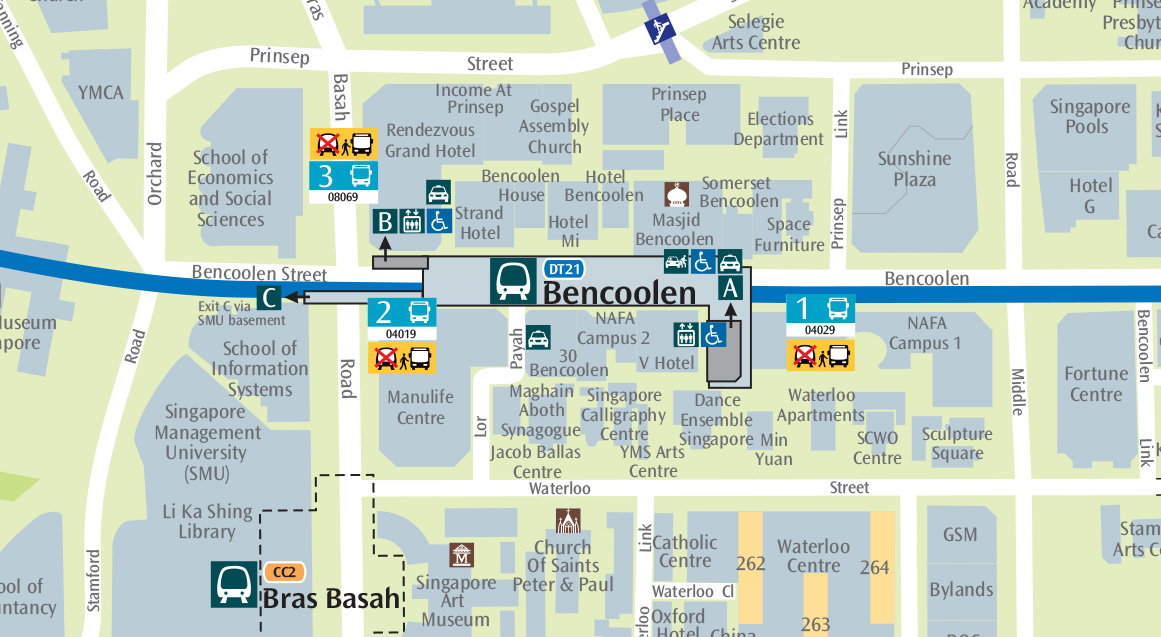 Church
anning
Road
YMCA
Orchard
Prinsep
Street
ras
Basah
Selegie
Arts Centre
Prinsep
Academy
Prinse
Presbyt
Chur
Income At
Prinsep
Gospel
Assembly
Church
Rendezvous
Grand Hotel
Prinsep
Place
Elections
Department
Link
Prinsep
Sunshine
Plaza
Road
Singapore
Pools
Hotel
G
Ca
School of
Economics
and Social
Sciences
3
08069
B
Strand
Hotel
Bencoolen
House
Hotel
Bencoolen
Hotel
Mi
Masjid
Bencoolen
Somerset
Bencoolen
Space
Furniture
Bencoolen Street
Bencoolen
DT21
Bencoolen
A
C
Exit C via
SMU basement
2
04019
1
04029
useum
apore
Road
School of
Information
Systems
Road
Payah
Lor
NAFA
Campus 2
30
Bencoolen
V Hotel
NAFA
Campus 1
Bencoolen
Link
Middle
Fortune
Centre
Singapore
Management
University
(SMU)
Manulife
Centre
Maghain
Aboth
Synagogue
Jacob Ballas
Centre
Singapore
Calligraphy
Centre
YMS Arts
Centre
Dance
Ensemble
Singapore
Min
Yuan
Waterloo
Apartments
SCWO
Centre
Sculpture
Square
Waterloo
Street
Li Ka Shing
Library
Stamford
CC2
Bras Basah
Singapore
Art
Museum
Church
Of Saints
Peter & Paul
Link
Catholic
Centre
262
Waterloo
Centre
264
263
Waterloo Cl
erloo
Oxford
Hotel
China
GSM
Bylands
Stam
Arts C
ool of
untancy